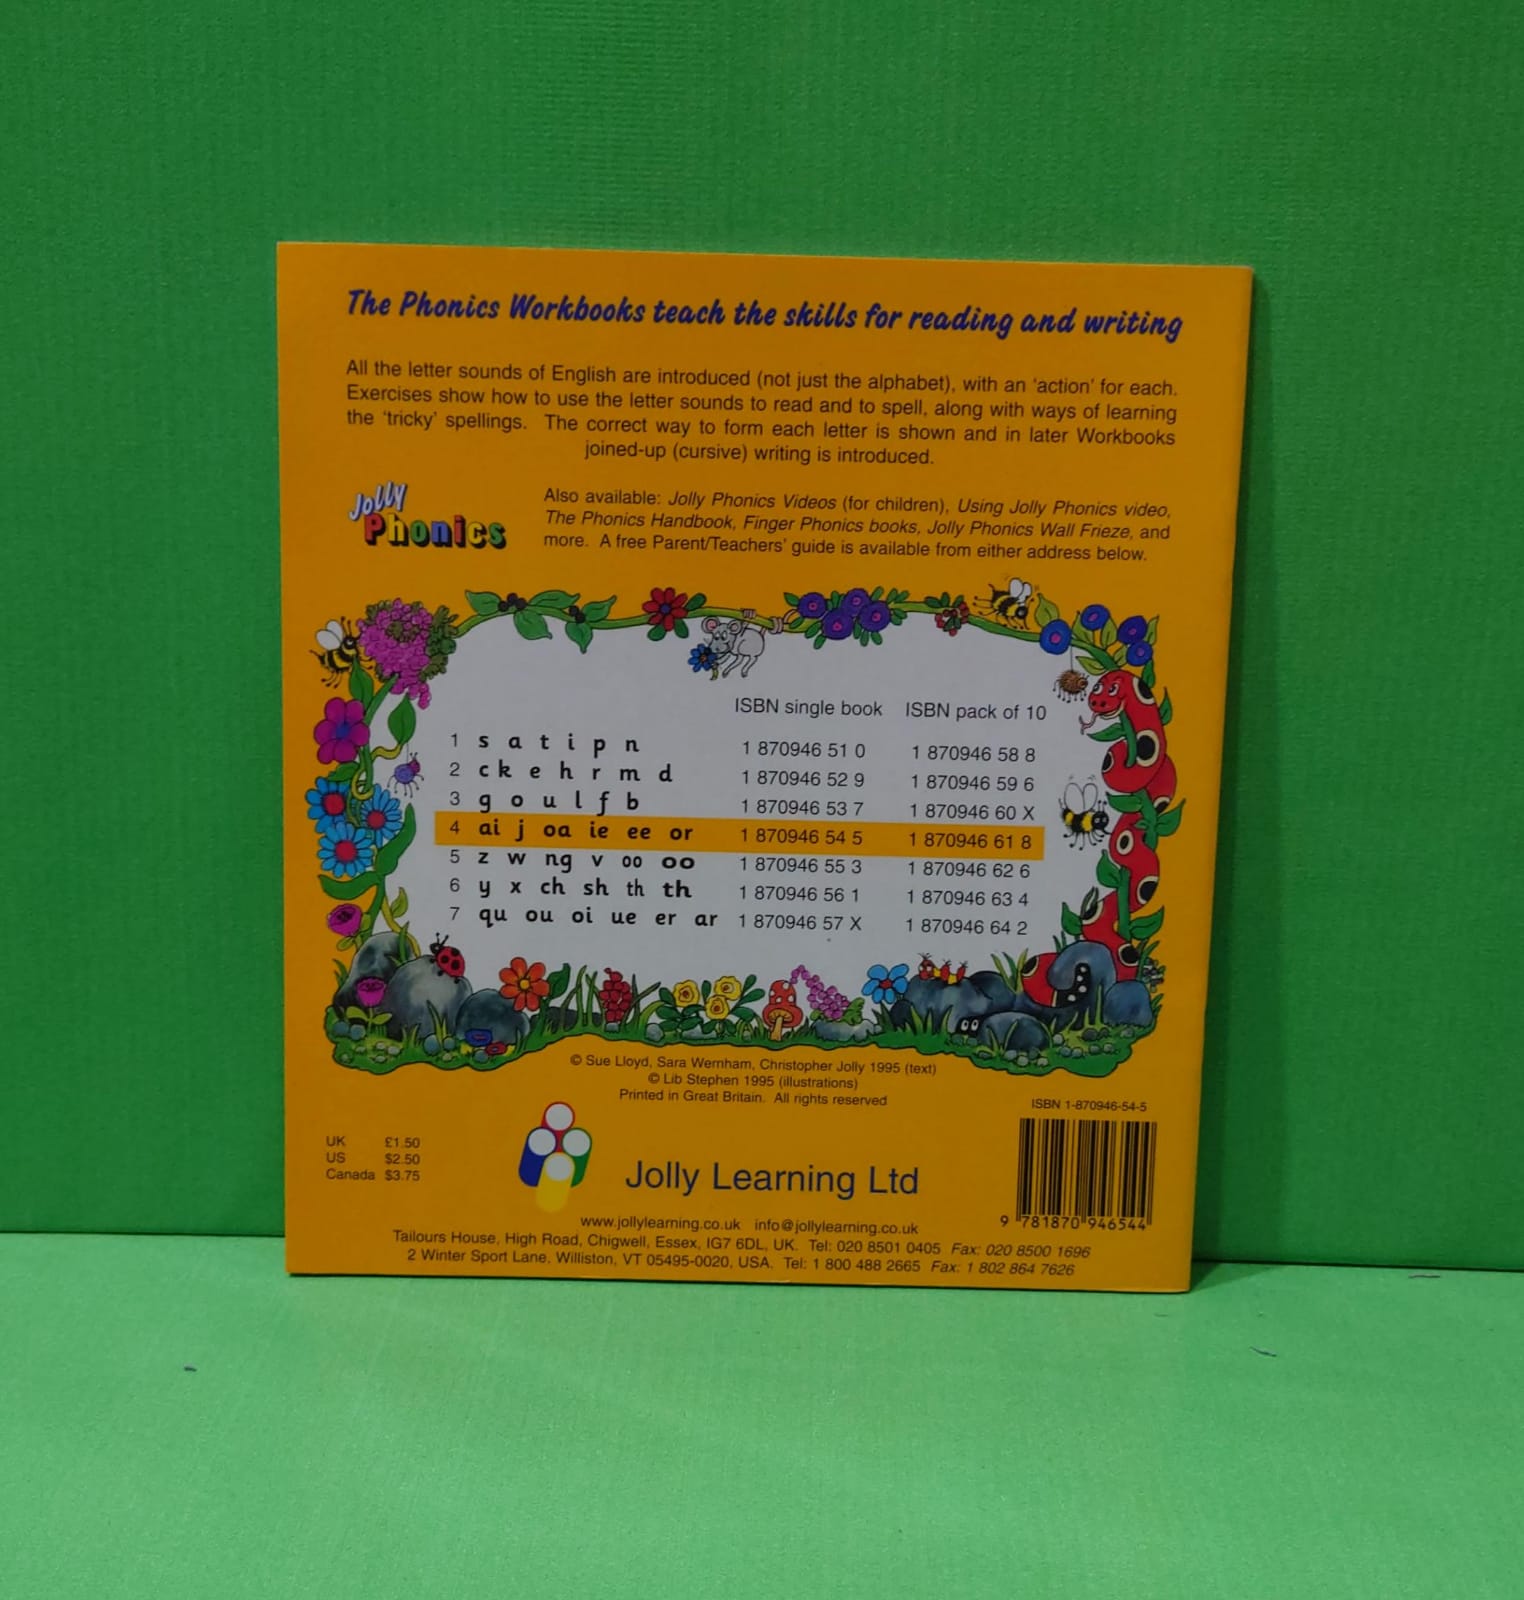 The Phonics Workbooks teach the skills for reading and writing
All the letter sounds of English are introduced (not just the alphabet), with an 'action' for each.
Exercises show how to use the letter sounds to read and to spell, along with ways of learning
the 'tricky' spellings. The correct way to form each letter is shown and in later Workbooks
joined-up (cursive) writing is introduced.
Jolly
Phonics
Also available: Jolly Phonics Videos (for children), Using Jolly Phonics video,
The Phonics Handbook, Finger Phonics books, Jolly Phonics Wall Frieze, and
more. A free Parent/Teachers' guide is available from either address below.
ISBN single book ISBN pack of 10
1 s a t i p n 1 870946 51 0 1 870946 58 8
2 ck e h r m d 1 870946 52 9 1 870946 59 6
3 g o u l f b 1 870946 53 7 1 870946 60 X
4 ai j oa ie ee or 1 870946 54 5 1 870946 61 8
5 z w ng v oo oo 1 870946 55 3 1 870946 62 6
6 y x ch sh th th 1 870946 56 1 1 870946 63 4
7 qu ou oi ue er ar 1 870946 57 X 1 870946 64 2
© Sue Lloyd, Sara Wernham, Christopher Jolly 1995 (text)
© Lib Stephen 1995 (illustrations)
Printed in Great Britain. All rights reserved
ISBN 1-870946-54-5
UK £1.50
US $2.50
Canada $3.75
Jolly Learning Ltd
9 781870 946544
www.jollylearning.co.uk info@jollylearning.co.uk
Tailours House, High Road, Chigwell, Essex, IG7 6DL, UK. Tel: 020 8501 0405 Fax: 020 8500 1696
2 Winter Sport Lane, Williston, VT 05495-0020, USA. Tel: 1 800 488 2665 Fax: 1 802 864 7626